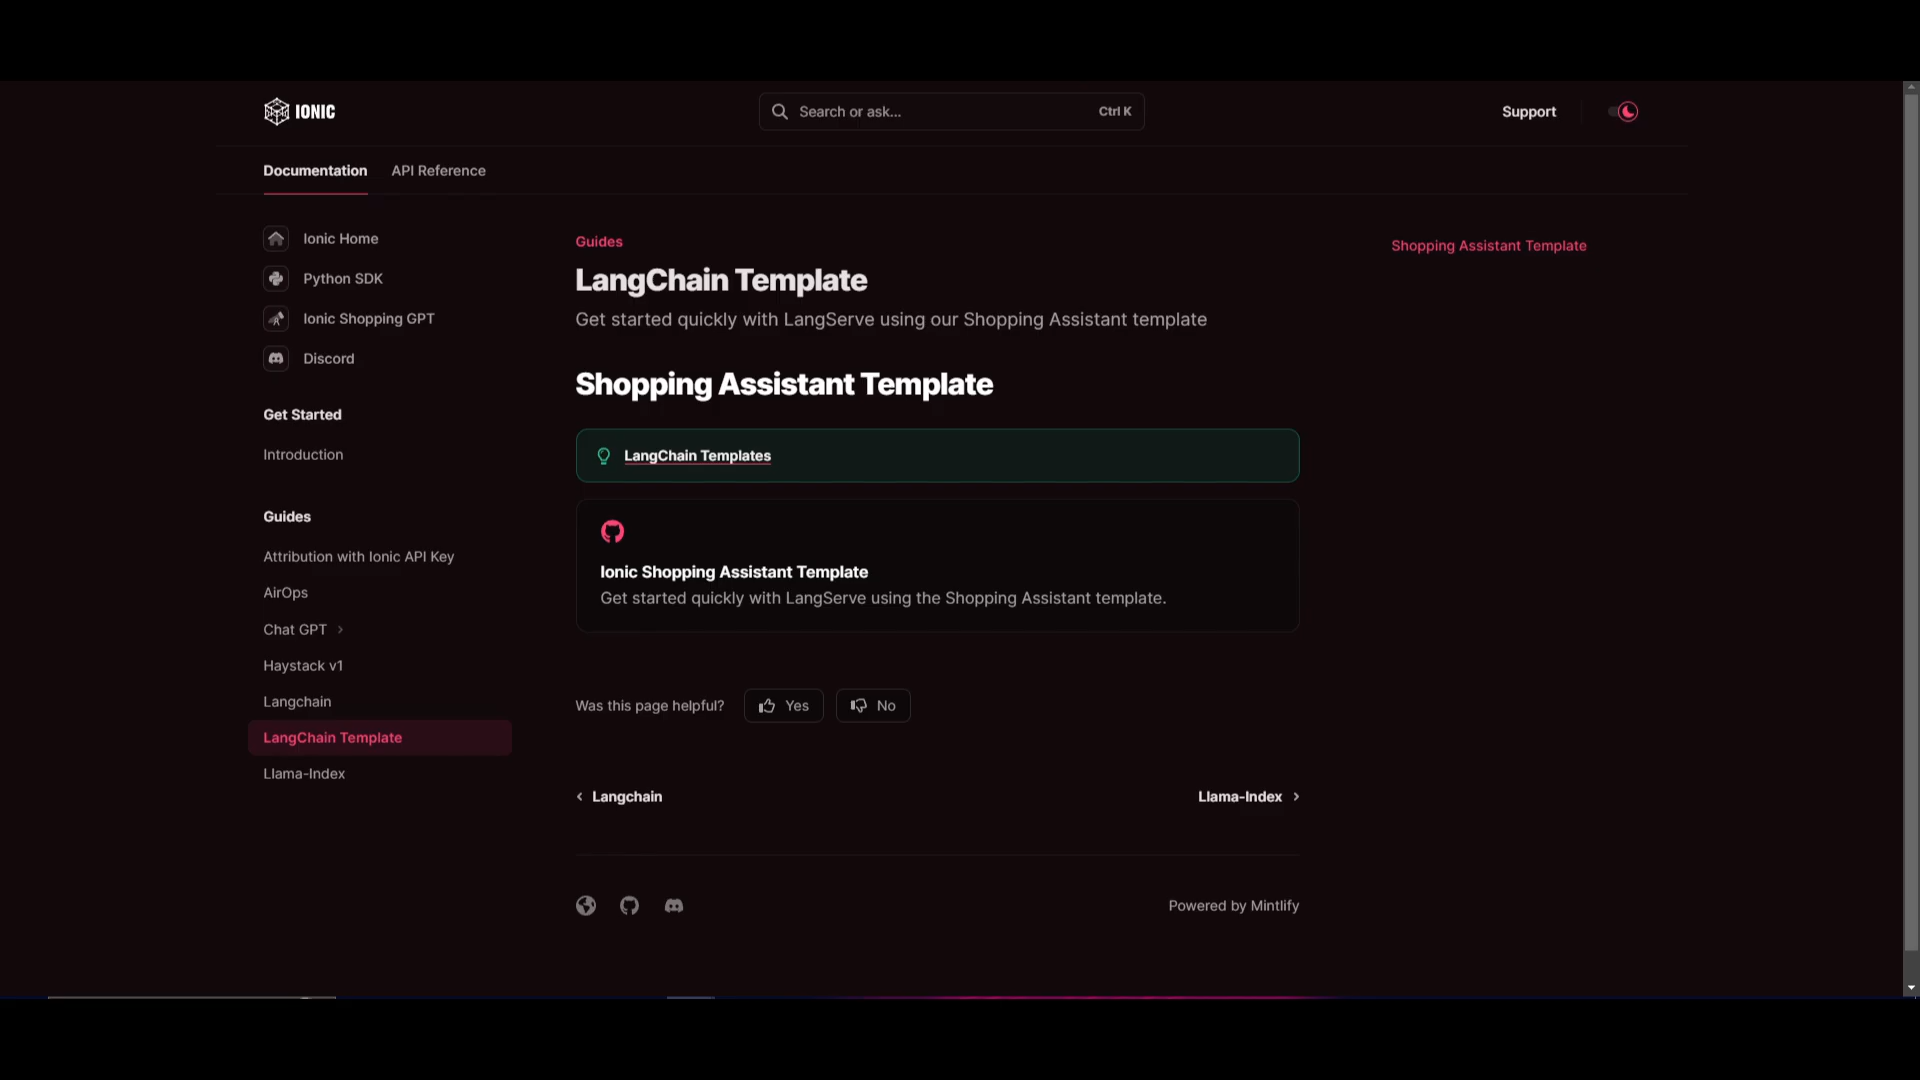 IONIC
Search or ask...
Ctrl K
Support
Documentation
API Reference
Ionic Home
Python SDK
Ionic Shopping GPT
Discord
Get Started
Introduction
Guides
Attribution with Ionic API Key
AirOps
Chat GPT
Haystack v1
Langchain
LangChain Template
Llama-Index
Guides
LangChain Template
Get started quickly with LangServe using our Shopping Assistant template
Shopping Assistant Template
LangChain Templates
Ionic Shopping Assistant Template
Get started quickly with LangServe using the Shopping Assistant template.
Was this page helpful?
Yes
No
Langchain
Llama-Index
Powered by Mintlify
Shopping Assistant Template